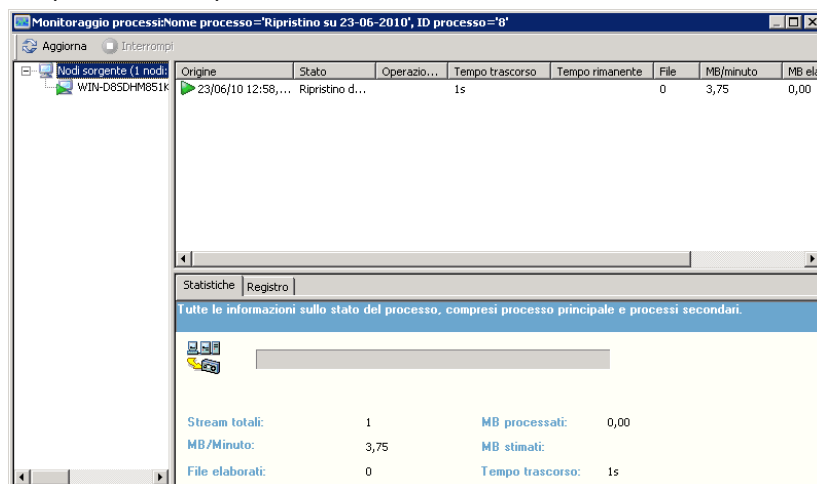 Monitoraggio processi:Nome processo='Ripristino su 23-06-2010', ID processo='8'
Aggiorna Interrompi
Nodi sorgente (1 nodi:
WIN-D85DHM851K
Origine Stato Operazio... Tempo trascorso Tempo rimanente File MB/minuto MB ela
23/06/10 12:58,... Ripristino d... 1s 0 3,75 0,00
Statistiche Registro
Tutte le informazioni sullo stato del processo, compresi processo principale e processi secondari.
Stream totali: 1 MB processati: 0,00
MB/Minuto: 3,75 MB stimati:
File elaborati: 0 Tempo trascorso: 1s